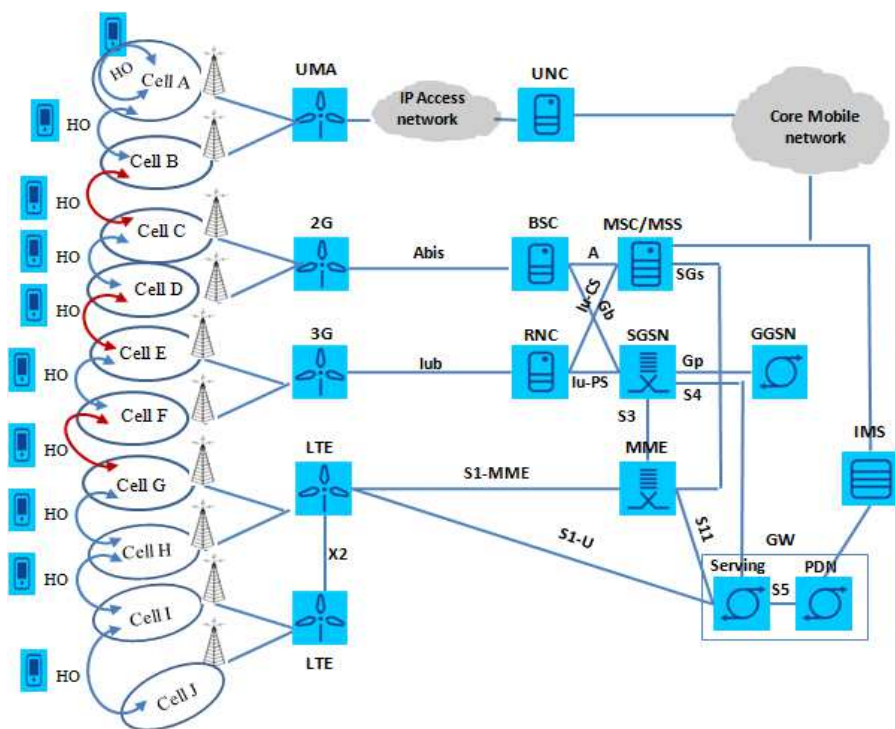 HO
Cell A
UMA
IP Access
network
UNC
Core Mobile
network
HO
Cell B
HO
Cell C
2G
Abis
BSC
A
MSC/MSS
SGs
HO
Iu-CS
Gb
Cell D
HO
Cell E
3G
Iub
RNC
Iu-PS
SGSN
Gp
GGSN
S4
HO
Cell F
S3
HO
LTE
S1-MME
MME
IMS
Cell G
HO
Cell H
X2
S1-U
S11
GW
Serving
S5
PDN
HO
Cell I
LTE
HO
Cell J